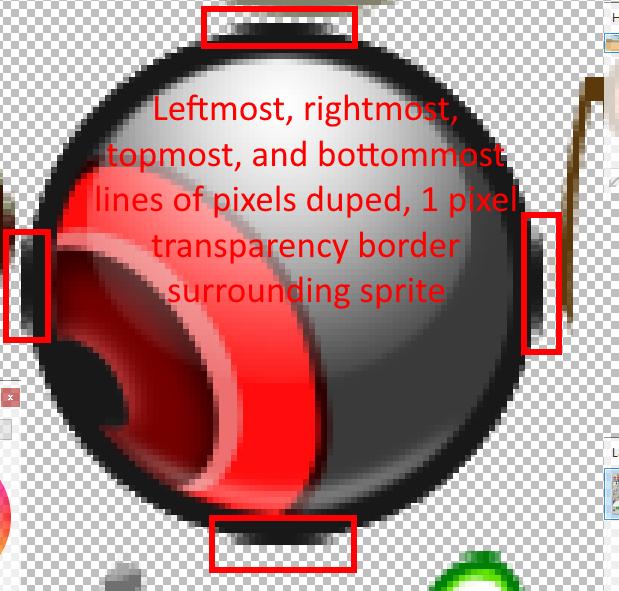 Leftmost, rightmost,
topmost, and bottommost
lines of pixels duped, 1 pixel
transparency border
surrounding sprite